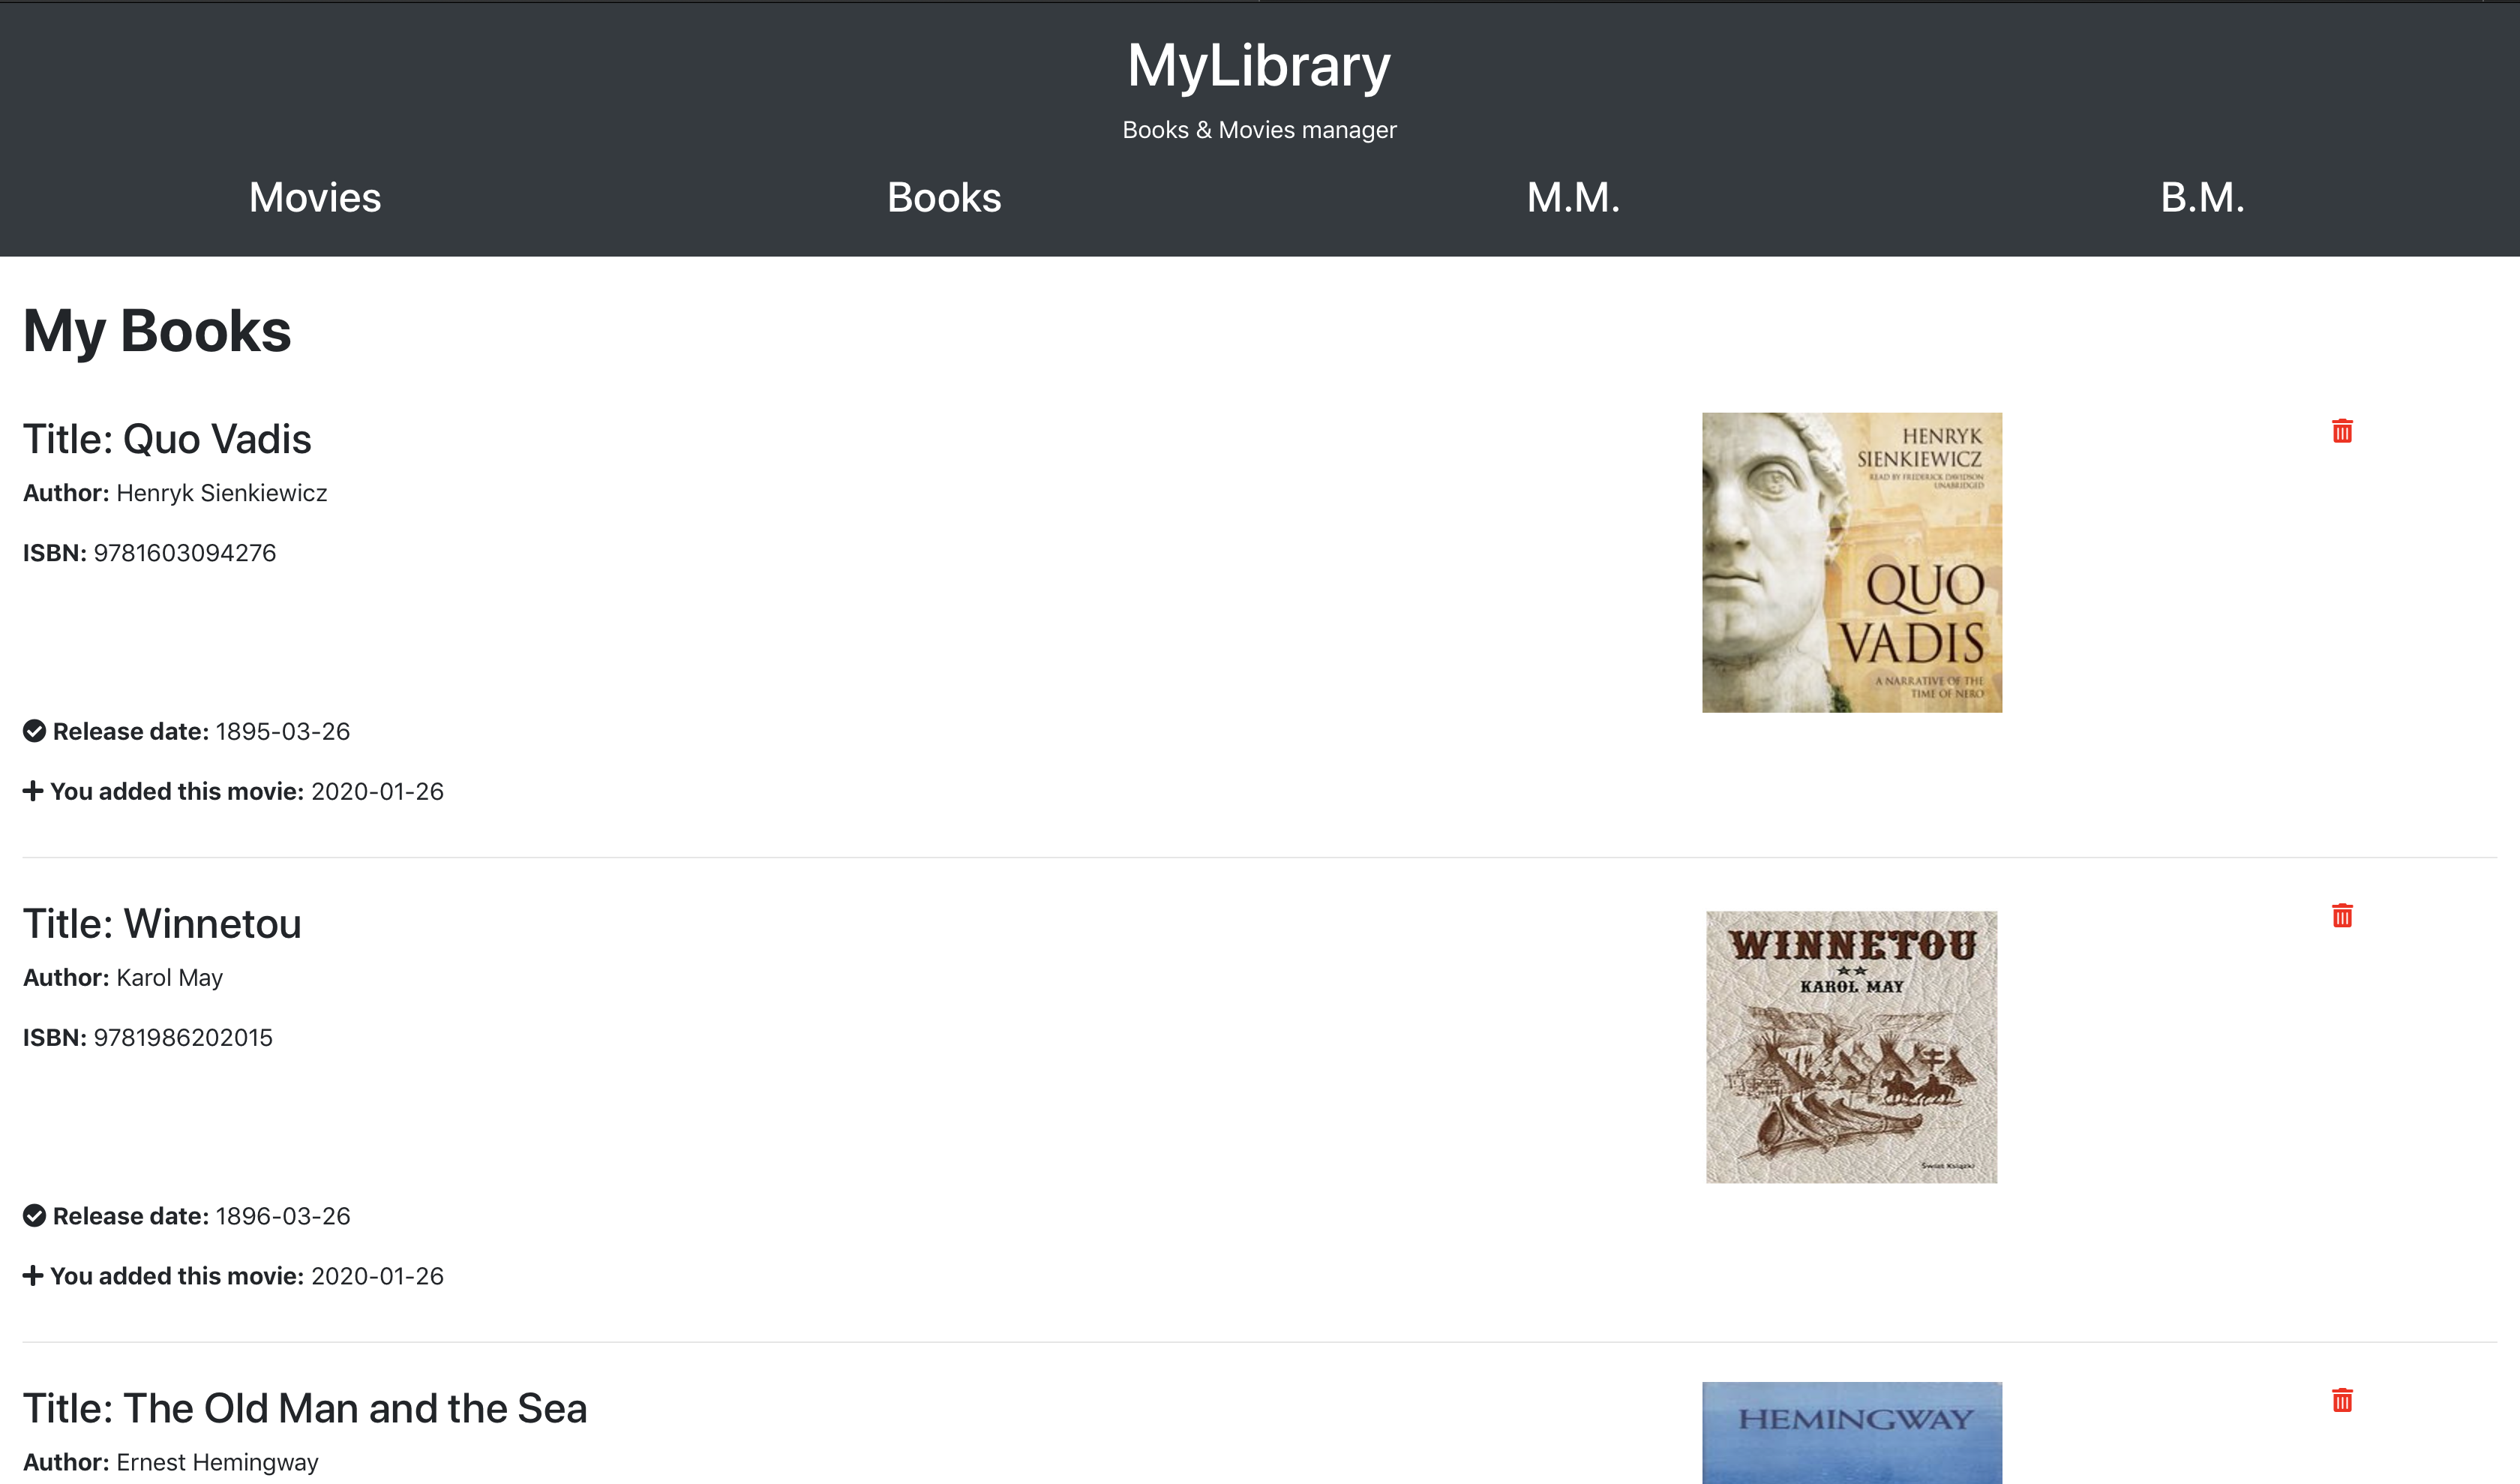 MyLibrary
Books & Movies manager
Movies Books M.M. B.M.
My Books
Title: Quo Vadis
Author: Henryk Sienkiewicz
ISBN: 9781603094276
Release date: 1895-03-26
You added this movie: 2020-01-26
HENRYK
SIENKIEWICZ
READ BY FREDERICK DAVIDSON
UNABRIDGED
QUO
VADIS
A NARRATIVE OF THE
TIME OF NERO
Title: Winnetou
Author: Karol May
ISBN: 9781986202015
Release date: 1896-03-26
You added this movie: 2020-01-26
WINNETOU
KAROL MAY
Świat Książki
Title: The Old Man and the Sea
Author: Ernest Hemingway
HEMINGWAY